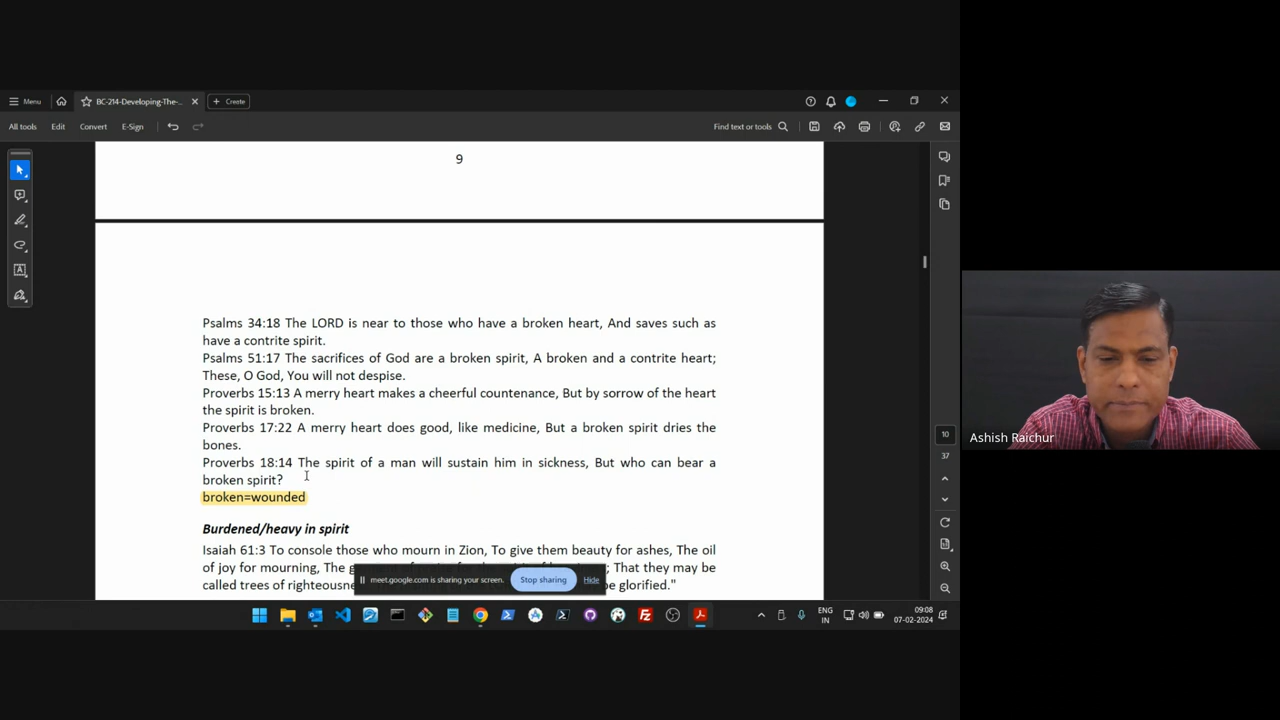 Menu
BC-214-Developing-The-...
Create
All tools
Edit
Convert
E-Sign
Find text or tools
9
Psalms 34:18 The LORD is near to those who have a broken heart, And saves such as
have a contrite spirit.
Psalms 51:17 The sacrifices of God are a broken spirit, A broken and a contrite heart;
These, O God, You will not despise.
Proverbs 15:13 A merry heart makes a cheerful countenance, But by sorrow of the heart
the spirit is broken.
Proverbs 17:22 A merry heart does good, like medicine, But a broken spirit dries the
bones.
Proverbs 18:14 The spirit of a man will sustain him in sickness, But who can bear a
broken spirit?
broken=wounded
Burdened/heavy in spirit
Isaiah 61:3 To console those who mourn in Zion, To give them beauty for ashes, The oil
of joy for mourning, The That they may be
called trees of glorified."
meet.google.com is sharing your screen.
Stop sharing
Hide
10
37
Ashish Raichur
ENG
IN
09:08
07-02-2024